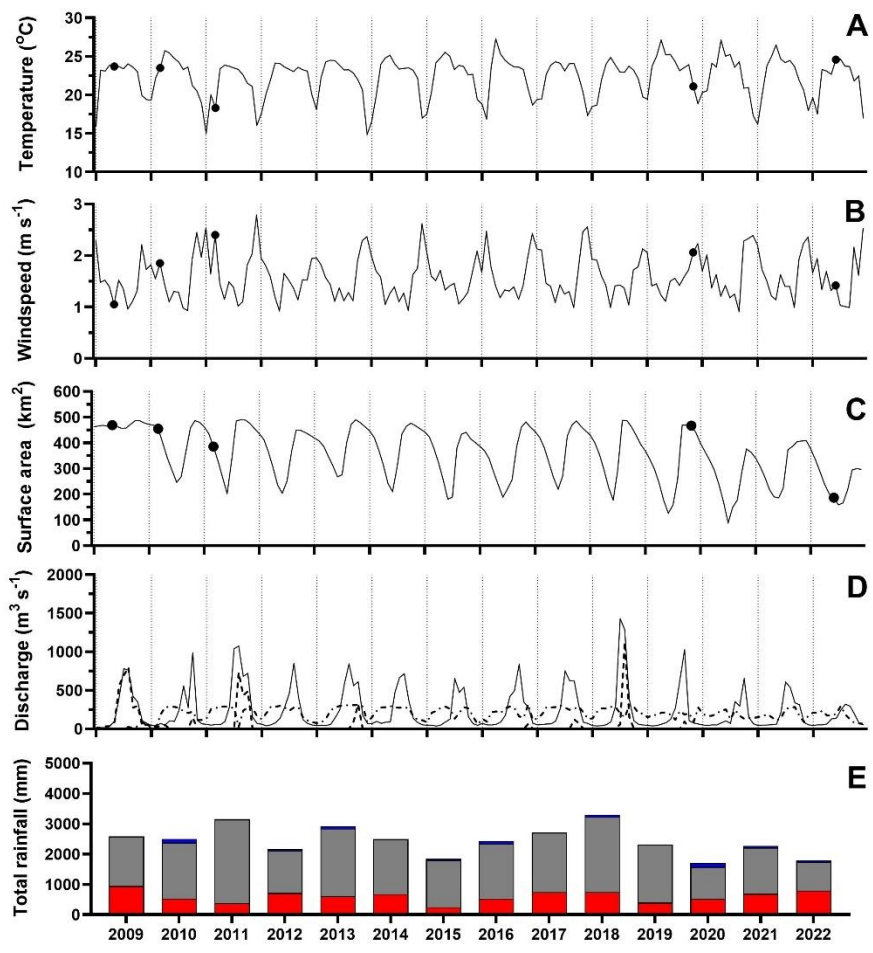 A
Temperature (°C)
30
25
20
15
10
B
Windspeed (m s-1)
3
2
1
0
C
Surface area (km2)
600
500
400
300
200
100
0
D
Discharge (m3 s-1)
2000
1500
1000
500
0
E
Total rainfall (mm)
5000
4000
3000
2000
1000
0
2009 2010 2011 2012 2013 2014 2015 2016 2017 2018 2019 2020 2021 2022